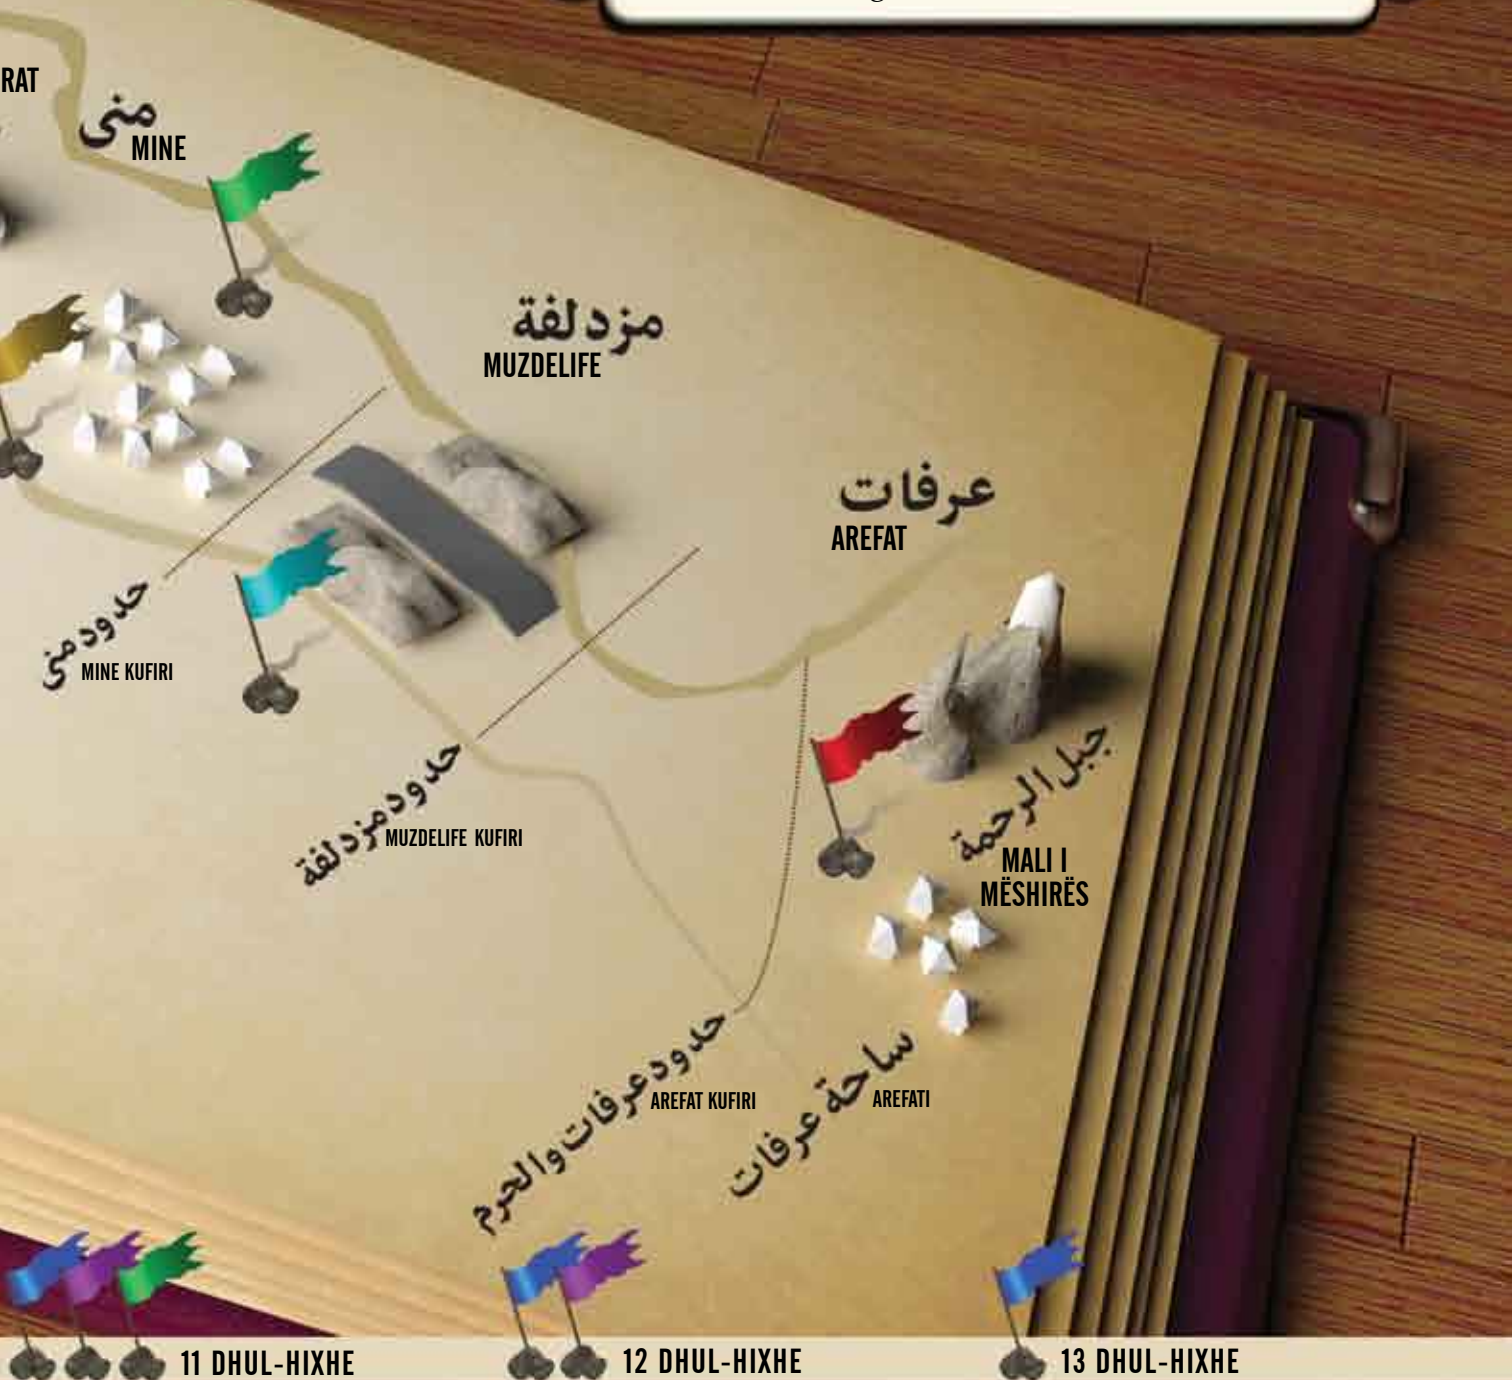 RAT
منى
MINE
مزدلفة
MUZDELIFE
عرفات
AREFAT
حدود منى
MINE KUFIRI
حدود مزدلفة
MUZDELIFE KUFIRI
جبل الرحمة
MALI I
MËSHIRËS
حدود عرفات والحرم
AREFAT KUFIRI
ساحة عرفات
AREFATI
11 DHUL-HIXHE
12 DHUL-HIXHE
13 DHUL-HIXHE